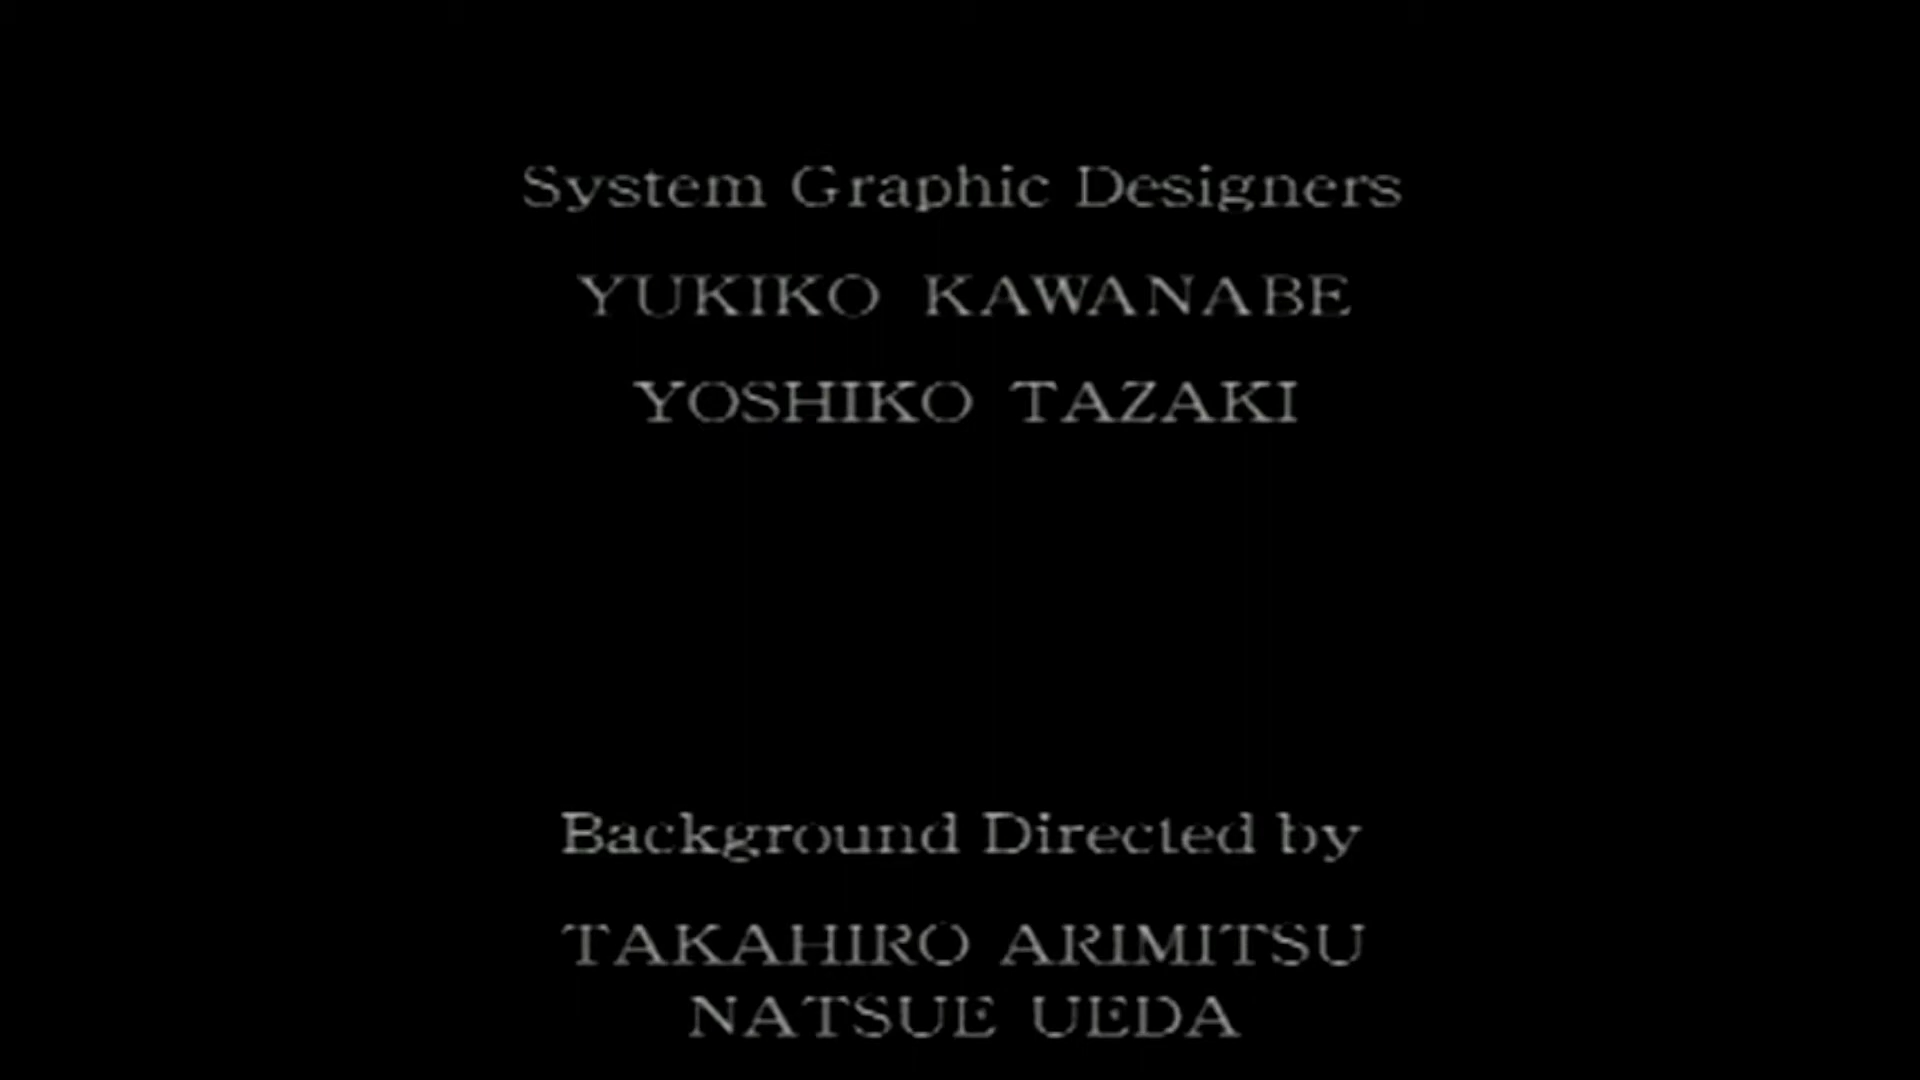 System Graphic Designers
YUKIKO KAWANABE
YOSHIKO TAZAKI
Background Directed by
TAKAHIRO ARIMITSU
NATSUE UEDA